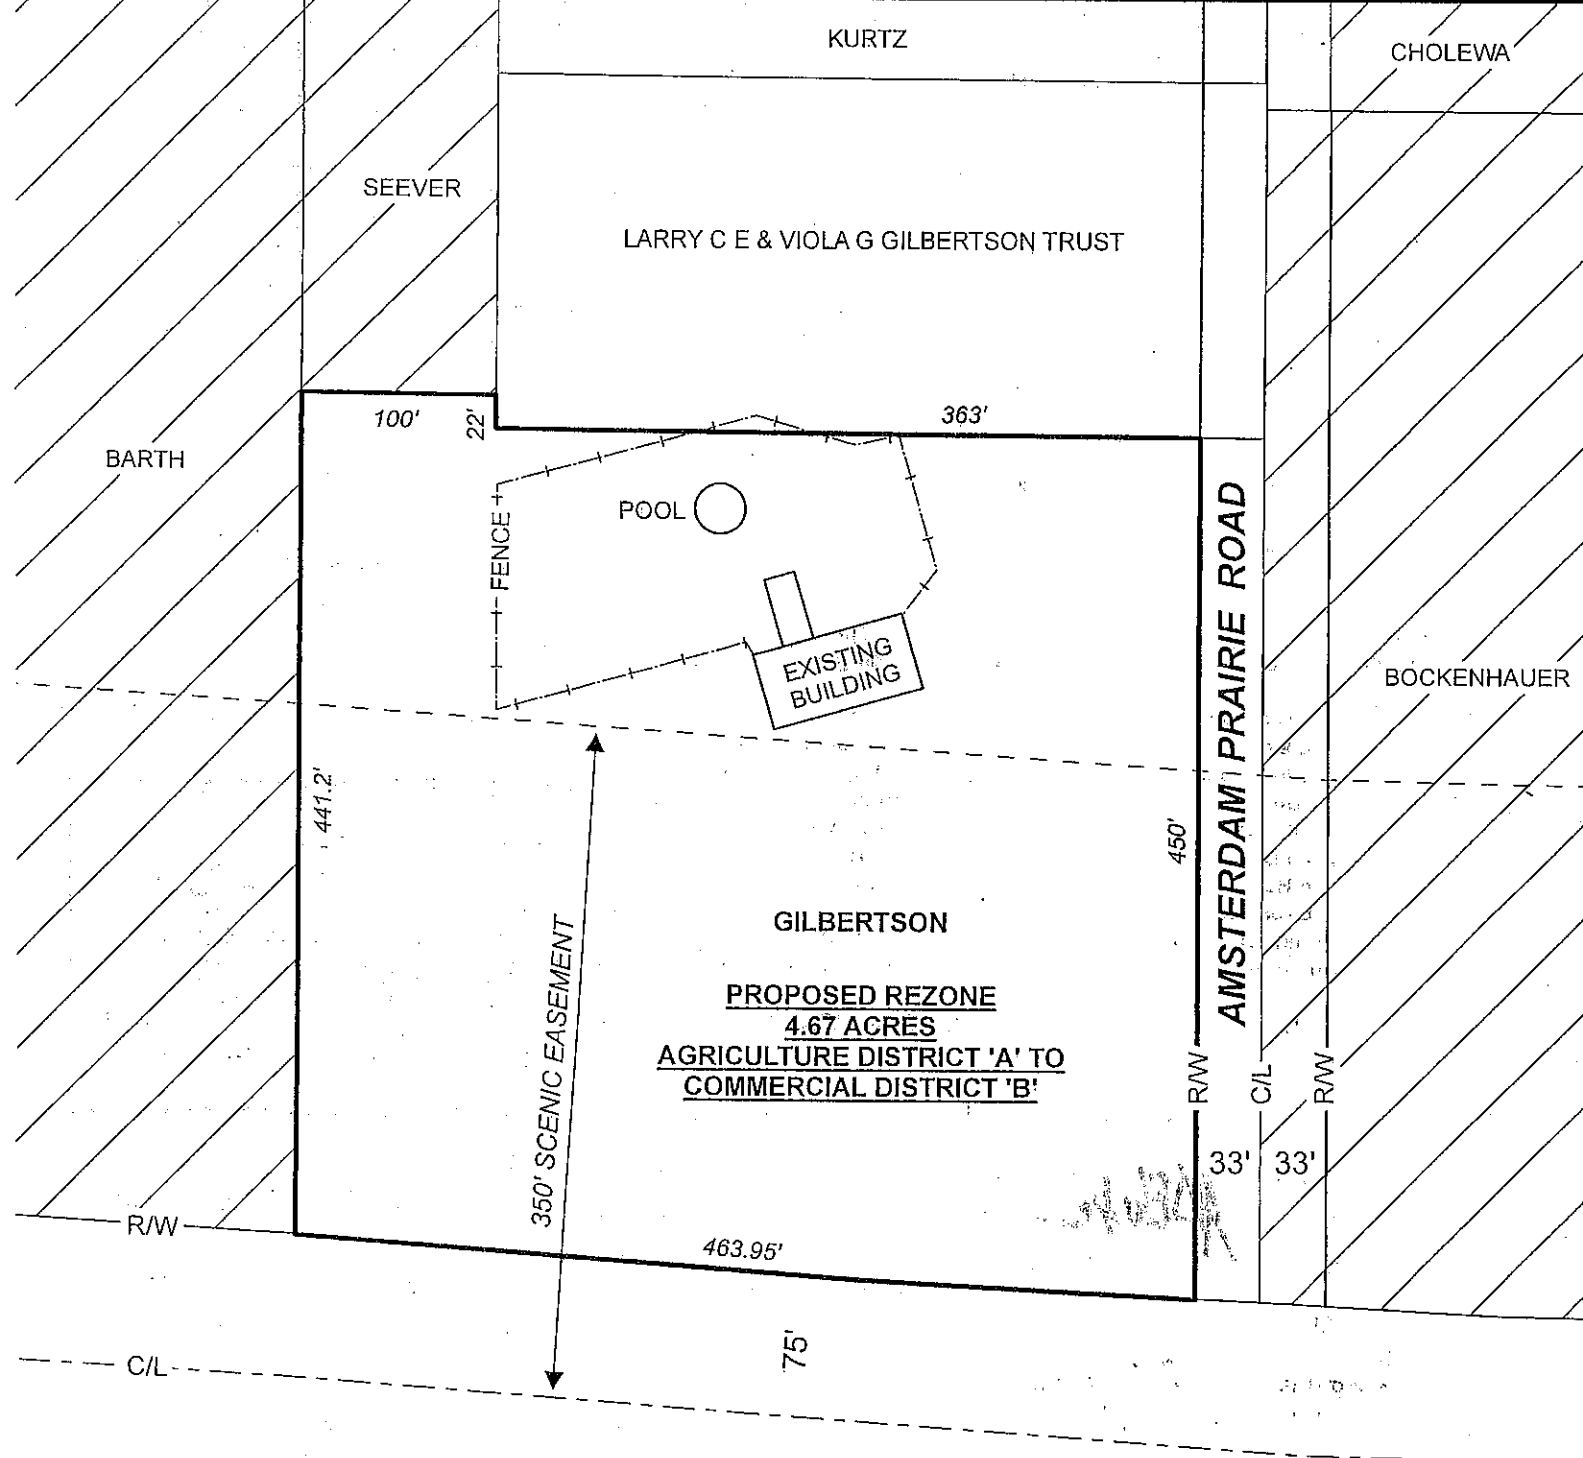 KURTZ
CHOLEWA
SEEVER
LARRY C E & VIOLA G GILBERTSON TRUST
100'
22'
363'
BARTH
POOL
FENCE
EXISTING
BUILDING
AMSTERDAM PRAIRIE ROAD
BOCKENHAUER
441.2'
450'
GILBERTSON
350' SCENIC EASEMENT
PROPOSED REZONE
4.67 ACRES
AGRICULTURE DISTRICT 'A' TO
COMMERCIAL DISTRICT 'B'
R/W
C/L
R/W
33'
33'
R/W
463.95'
75'
C/L